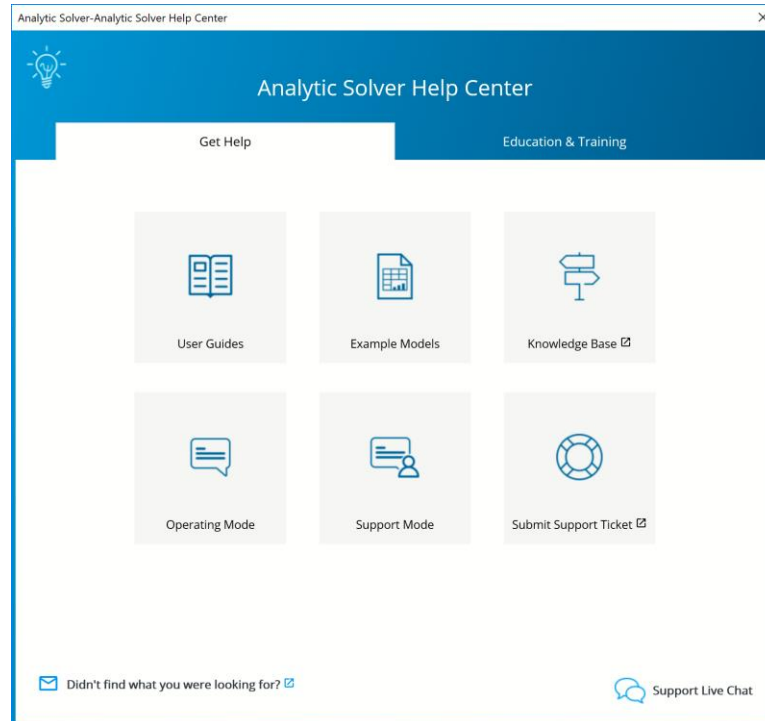 Analytic Solver-Analytic Solver Help Center
Analytic Solver Help Center
Get Help
Education & Training
User Guides
Example Models
Knowledge Base
Operating Mode
Support Mode
Submit Support Ticket
Didn't find what you were looking for?
Support Live Chat